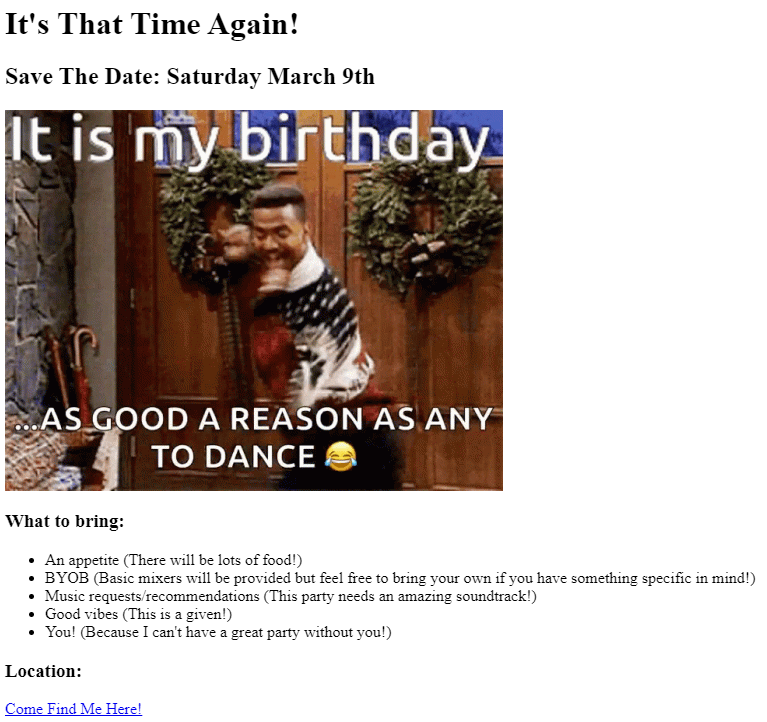 It's That Time Again!
Save The Date: Saturday March 9th
It is my birthday
...AS GOOD A REASON AS ANY
TO DANCE 😂
What to bring:
• An appetite (There will be lots of food!)
• BYOB (Basic mixers will be provided but feel free to bring your own if you have something specific in mind!)
• Music requests/recommendations (This party needs an amazing soundtrack!)
• Good vibes (This is a given!)
• You! (Because I can't have a great party without you!)
Location:
Come Find Me Here!